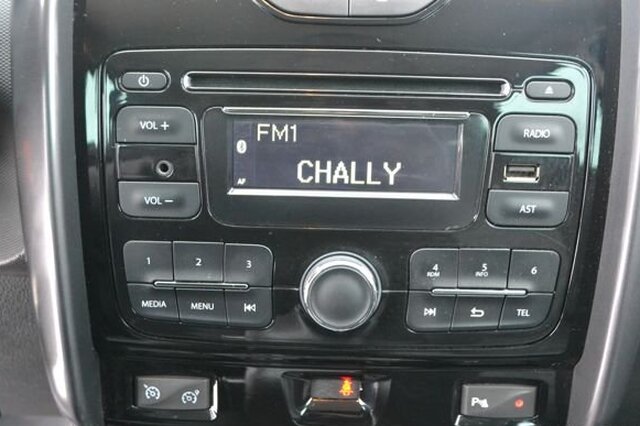 FM1
CHALLY
AF
VOL +
VOL −
RADIO
AST
1 2 3
MEDIA MENU
4 RDM 5 INFO 6
TEL